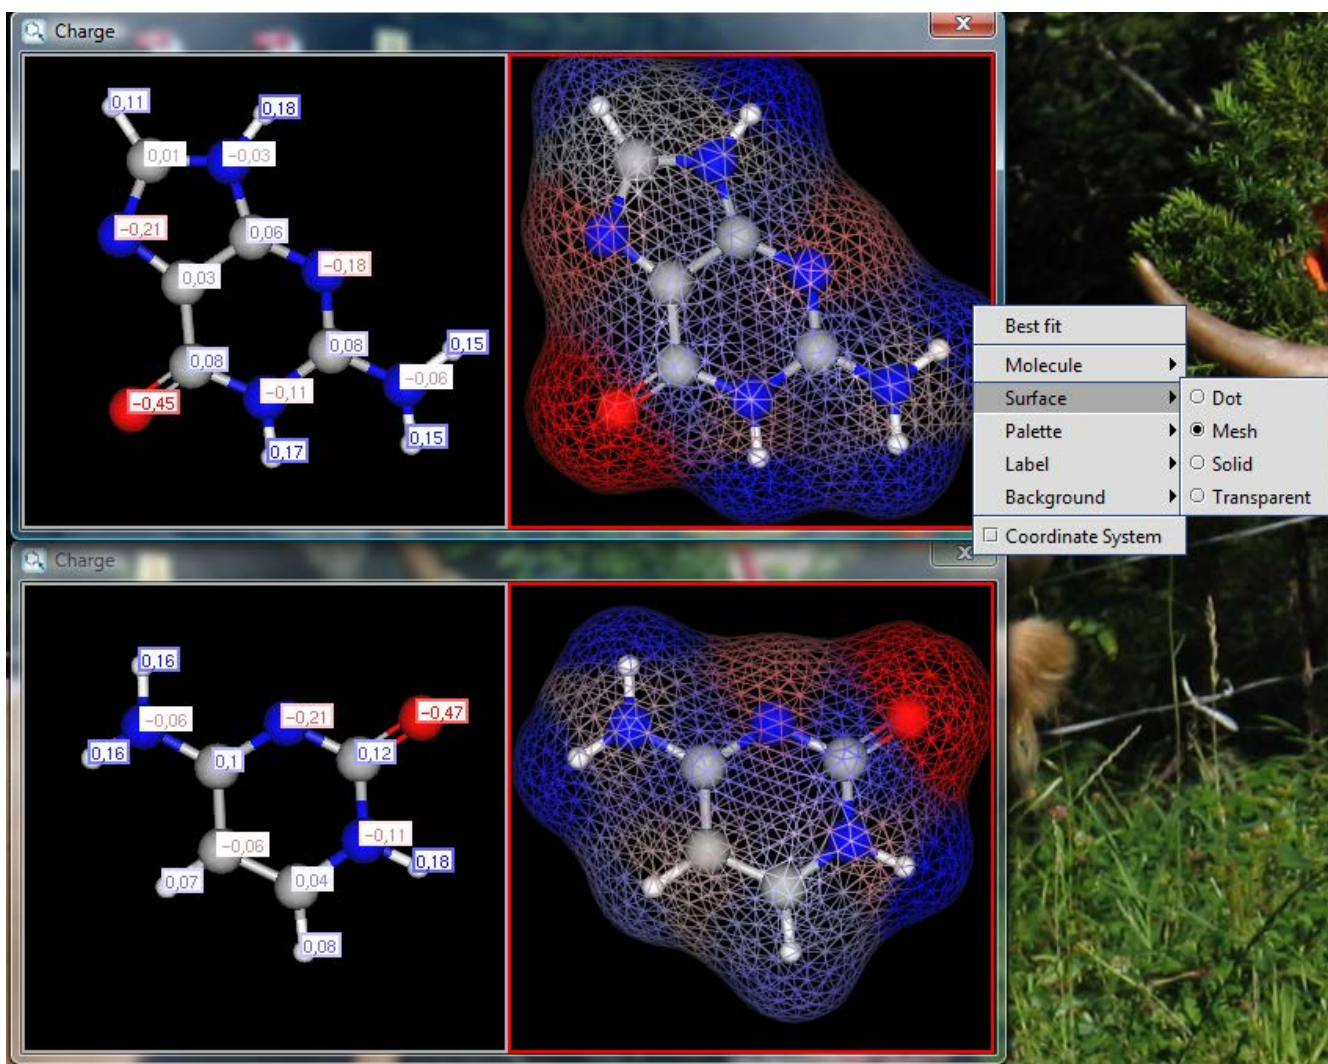 Charge
0,11
0,18
0,01
−0,03
−0,21
0,06
−0,18
0,03
0,08
0,08
0,15
−0,45
−0,11
−0,06
0,17
0,15
Best fit
Molecule
Surface
Palette
Label
Background
Coordinate System
Dot
Mesh
Solid
Transparent
Charge
0,16
−0,06
−0,21
−0,47
0,16
0,1
0,12
−0,06
−0,11
0,07
0,04
0,18
0,08